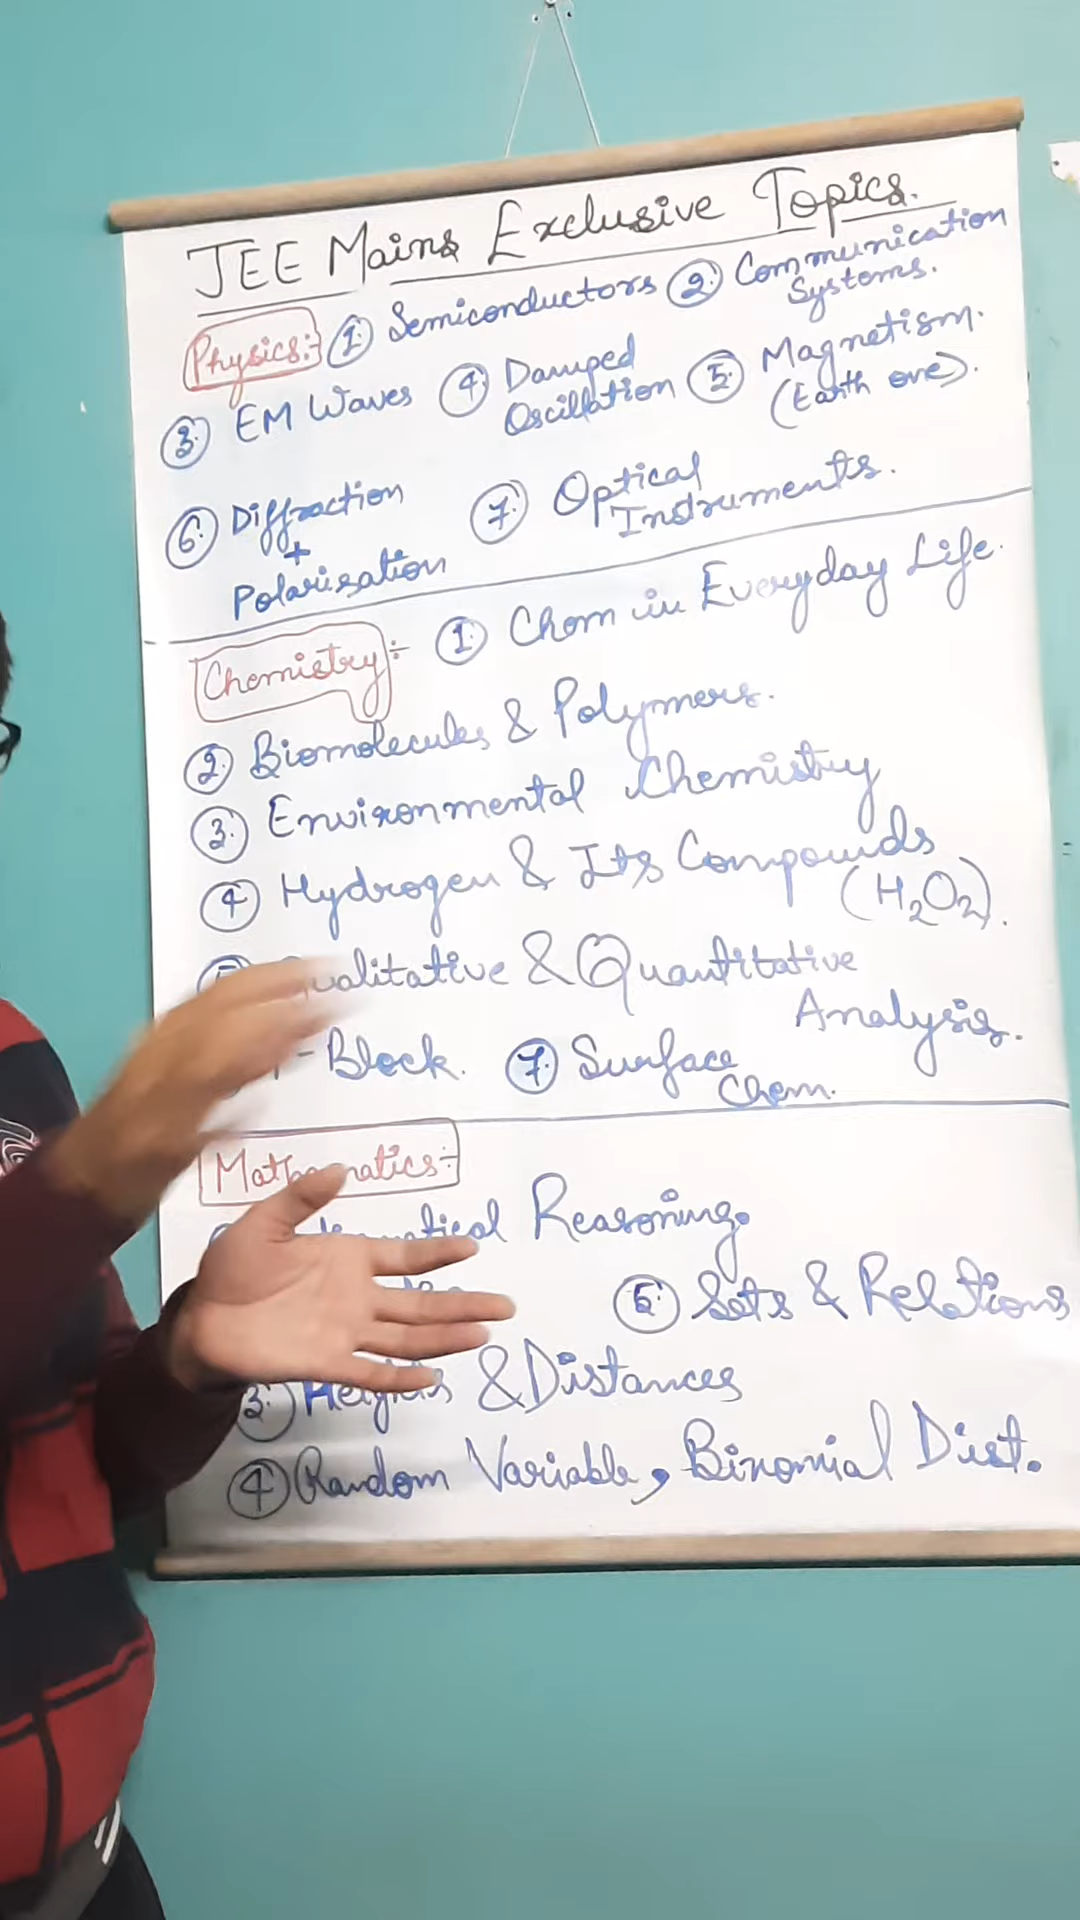 JEE Mains Exclusive Topics.
Physics:- 1. Semiconductors 2. Communication
Systems.
3. EM Waves 4. Damped 5. Magnetism.
Oscillation (Earth one).
6. Diffraction 7. Optical
+ Instruments.
Polarisation
Chemistry ÷ 1. Chem in Everyday Life.
2. Biomolecules & Polymers.
3. Environmental Chemistry
4 Hydrogen & Its Compounds
(H₂O₂).
Qualitative & Quantitative
Analysis.
-Block. 7. Surface
Chem.
Mathematics:-
Reasoning.
5. Sets & Relations
3. Heights & Distances
4 Random Variable, Binomial Dist.